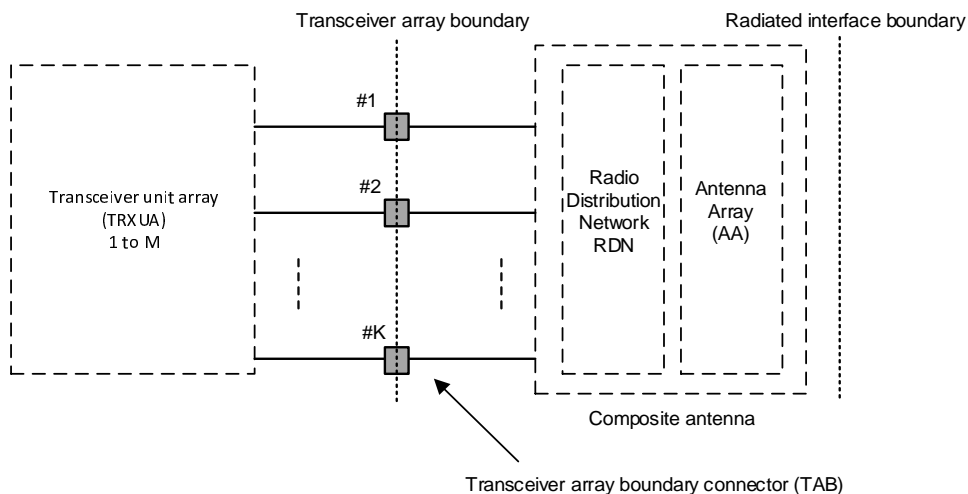 Transceiver array boundary
Radiated interface boundary
#1
#2
#K
Transceiver unit array
(TRXUA)
1 to M
Radio
Distribution
Network
RDN
Antenna
Array
(AA)
Composite antenna
Transceiver array boundary connector (TAB)